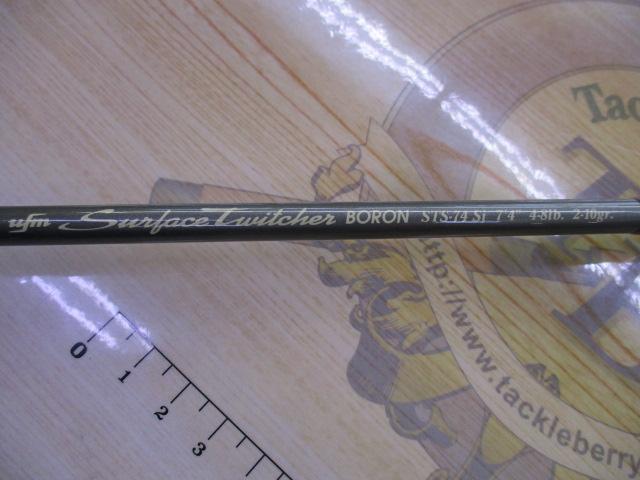 ufm Surface Twitcher BORON STS-74 Si 7'4" 4-8lb. 2-10gr.
Tac
http://www.tackleberry
0 1 2 3